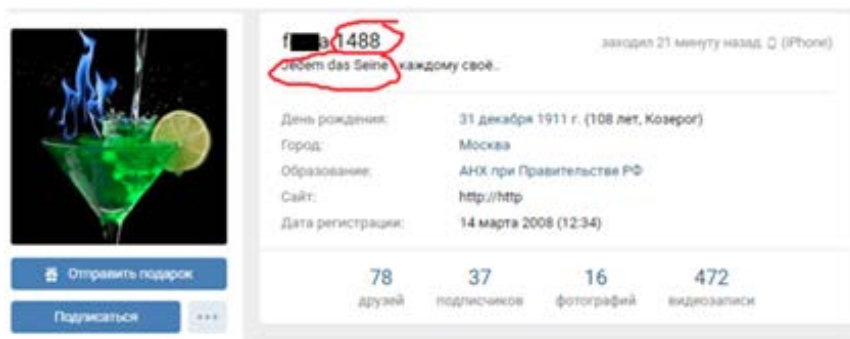 f a 1488
заходил 21 минуту назад (iPhone)
Jedem das Seine каждому своё..
День рождения: 31 декабря 1911 г. (108 лет, Козерог)
Город: Москва
Образование: АНХ при Правительстве РФ
Сайт: http://http
Дата регистрации: 14 марта 2008 (12:34)
Отправить подарок
Подписаться
78 37 16 472
друзей подписчиков фотографий видеозаписи